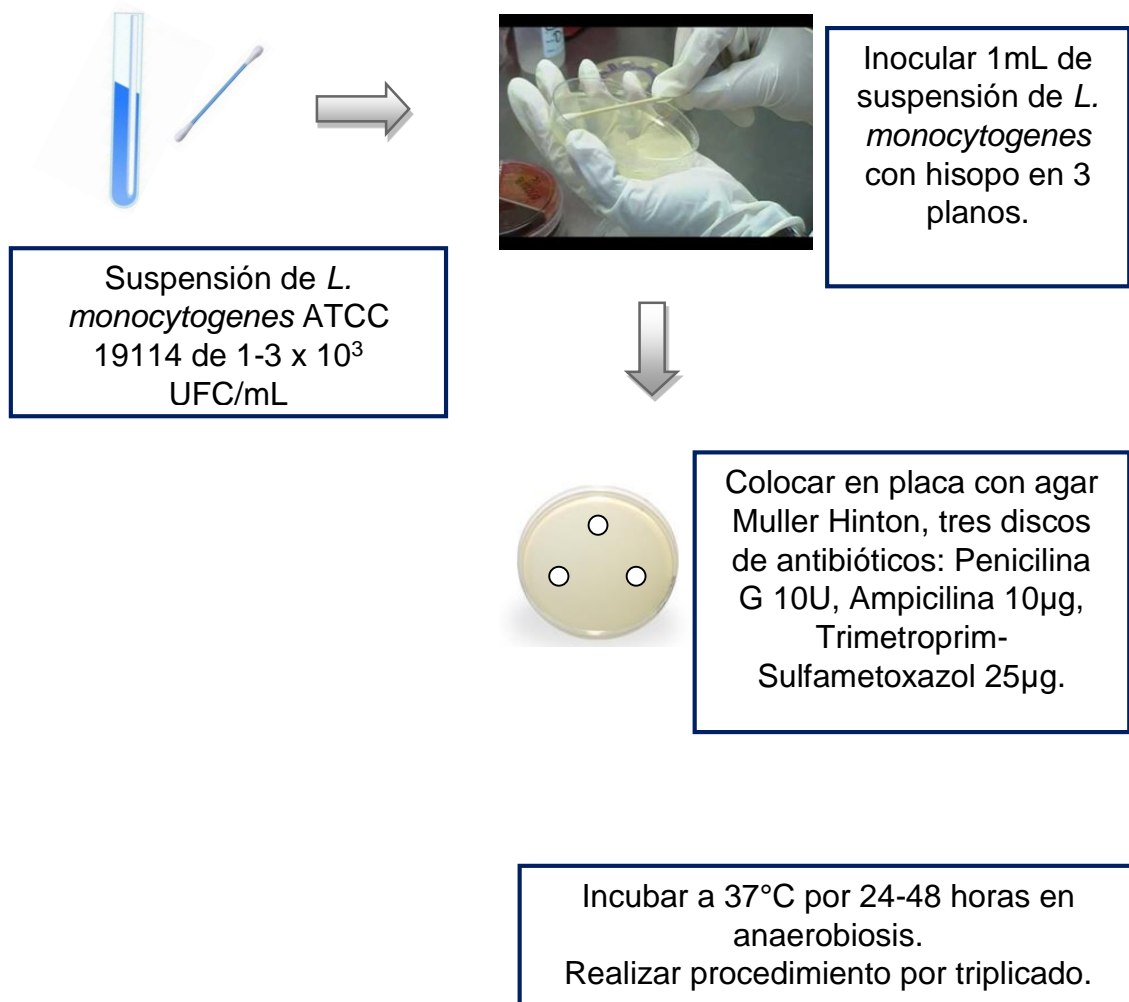 Inocular 1mL de
suspensión de L.
monocytogenes
con hisopo en 3
planos.
Suspensión de L.
monocytogenes ATCC
19114 de 1-3 x 10³
UFC/mL
Colocar en placa con agar
Muller Hinton, tres discos
de antibióticos: Penicilina
G 10U, Ampicilina 10µg,
Trimetroprim-
Sulfametoxazol 25µg.
Incubar a 37°C por 24-48 horas en
anaerobiosis.
Realizar procedimiento por triplicado.